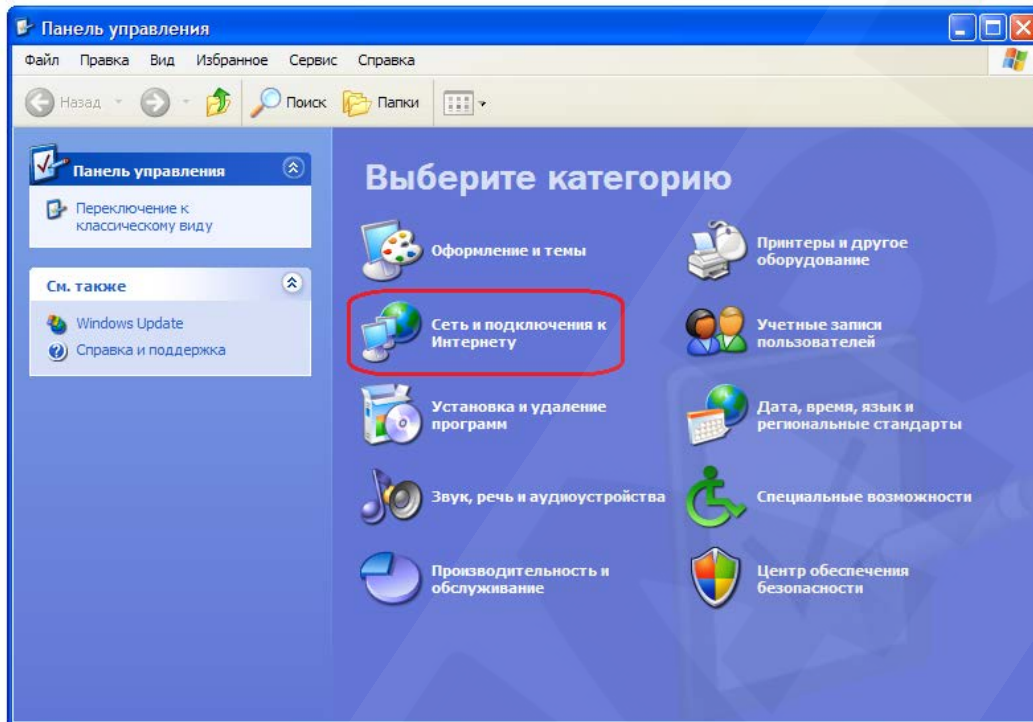 Панель управления
Файл Правка Вид Избранное Сервис Справка
Назад Поиск Папки
Панель управления
Переключение к
классическому виду
См. также
Windows Update
Справка и поддержка
Выберите категорию
Оформление и темы
Принтеры и другое
оборудование
Сеть и подключения к
Интернету
Учетные записи
пользователей
Установка и удаление
программ
Дата, время, язык и
региональные стандарты
Звук, речь и аудиоустройства
Специальные возможности
Производительность и
обслуживание
Центр обеспечения
безопасности